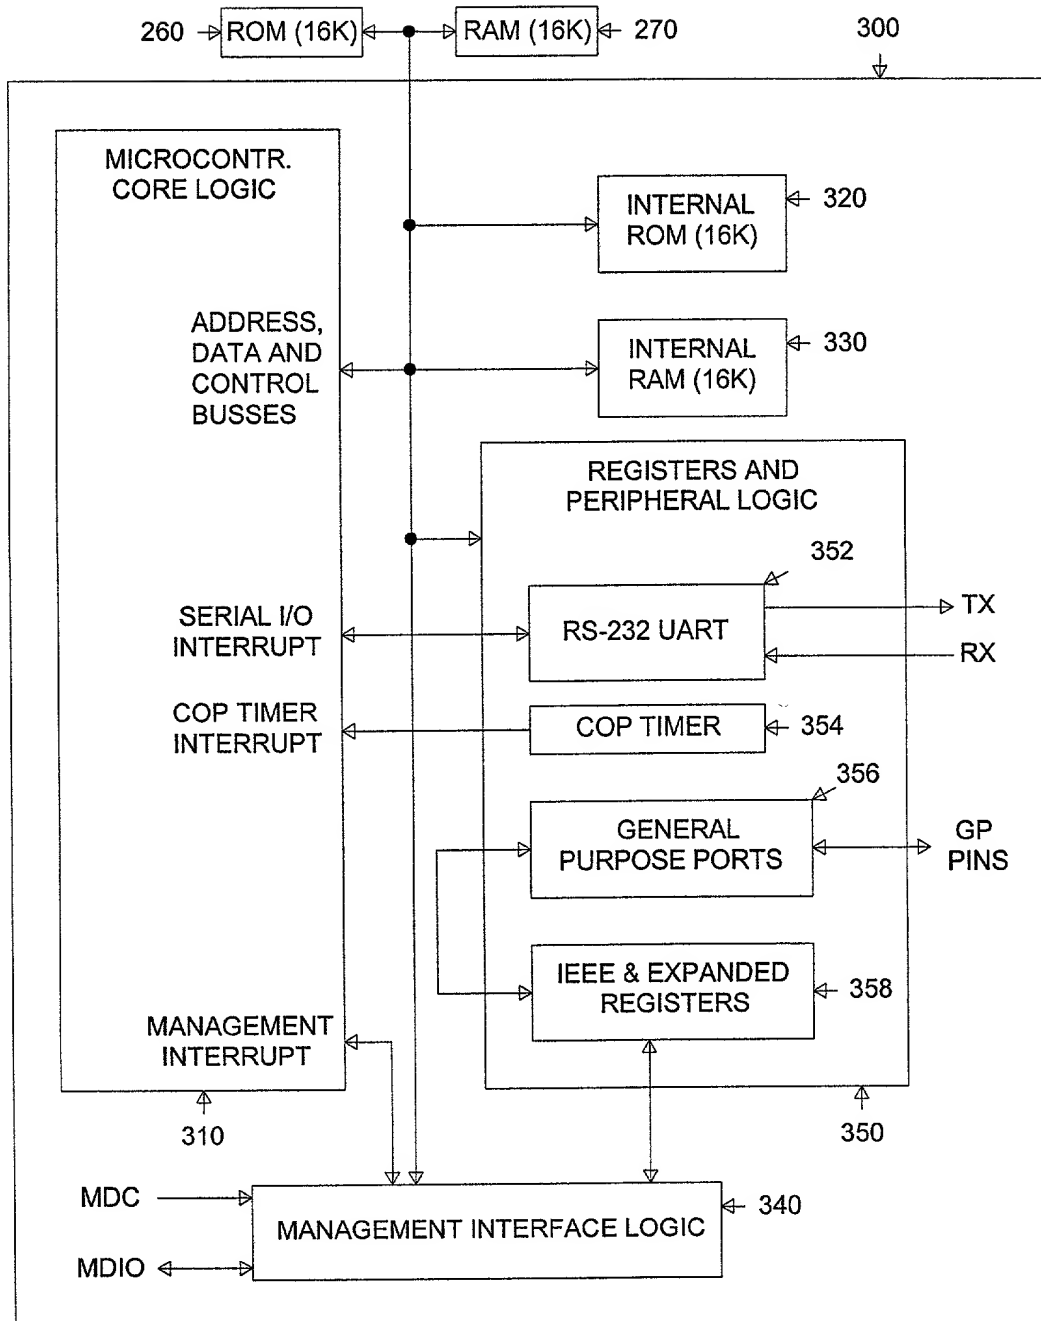 260
ROM (16K)
RAM (16K)
270
300
MICROCONTR.
CORE LOGIC
INTERNAL
ROM (16K)
320
ADDRESS,
DATA AND
CONTROL
BUSSES
INTERNAL
RAM (16K)
330
REGISTERS AND
PERIPHERAL LOGIC
352
SERIAL I/O
INTERRUPT
RS-232 UART
TX
RX
COP TIMER
INTERRUPT
COP TIMER
354
356
GENERAL
PURPOSE PORTS
GP
PINS
IEEE & EXPANDED
REGISTERS
358
MANAGEMENT
INTERRUPT
310
350
MDC
MDIO
MANAGEMENT INTERFACE LOGIC
340